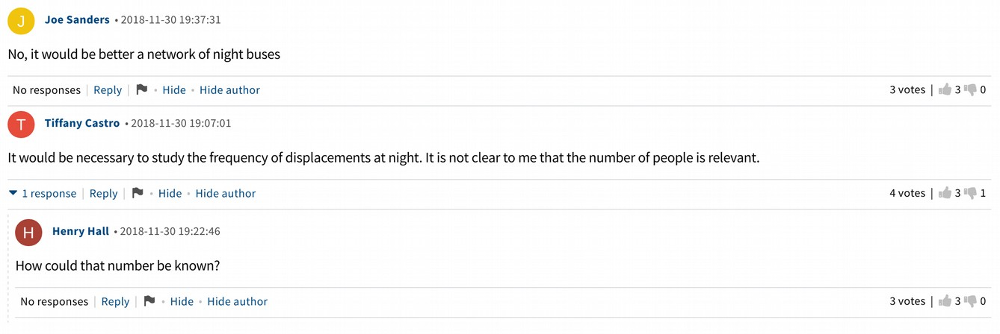 J Joe Sanders • 2018-11-30 19:37:31
No, it would be better a network of night buses
No responses | Reply | • Hide • Hide author 3 votes | 3 0
T Tiffany Castro • 2018-11-30 19:07:01
It would be necessary to study the frequency of displacements at night. It is not clear to me that the number of people is relevant.
1 response | Reply | • Hide • Hide author 4 votes | 3 1
H Henry Hall • 2018-11-30 19:22:46
How could that number be known?
No responses | Reply | • Hide • Hide author 3 votes | 3 0